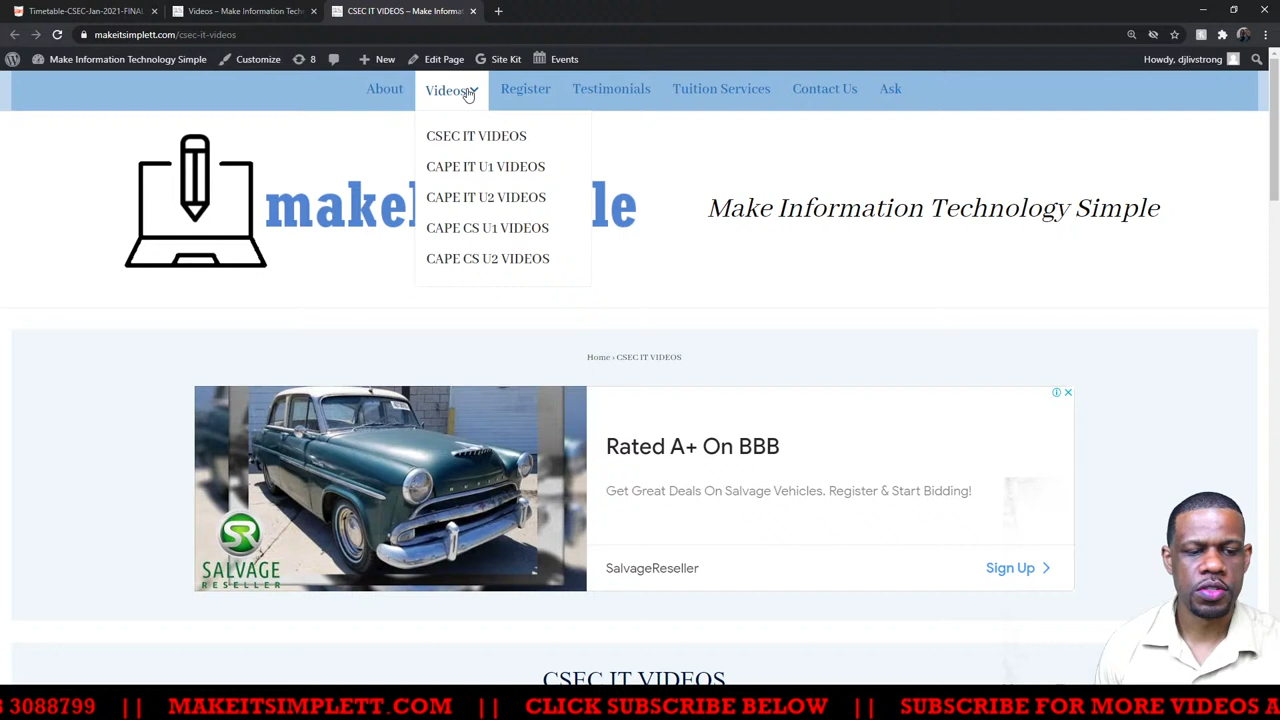 Timetable-CSEC-Jan-2021-FINAL
Videos – Make Information Tech
CSEC IT VIDEOS – Make Informa
makeitsimplett.com/csec-it-videos
Make Information Technology Simple
Customize
8
New
Edit Page
Site Kit
Events
Howdy, djlivstrong
About
Videos
Register
Testimonials
Tuition Services
Contact Us
Ask
CSEC IT VIDEOS
CAPE IT U1 VIDEOS
CAPE IT U2 VIDEOS
CAPE CS U1 VIDEOS
CAPE CS U2 VIDEOS
make
le
Make Information Technology Simple
Home › CSEC IT VIDEOS
Rated A+ On BBB
Get Great Deals On Salvage Vehicles. Register & Start Bidding!
SalvageReseller
Sign Up
SR
SALVAGE
RESELLER
CSEC IT VIDEOS
3088799 || MAKEITSIMPLETT.COM || CLICK SUBSCRIBE BELOW || SUBSCRIBE FOR MORE VIDEOS A